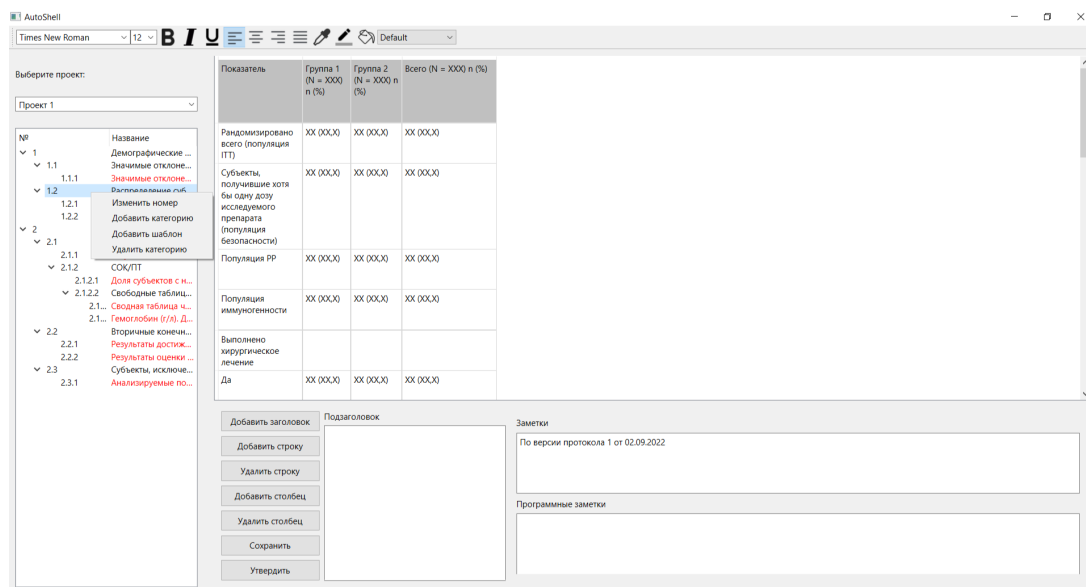 AutoShell
Times New Roman 12 B I U Default
Выберите проект:
Проект 1
№ Название
1 Демографические ...
1.1 Значимые отклоне...
1.1.1 Значимые отклоне...
1.2 Распределение суб...
1.2.1
1.2.2
2
2.1
2.1.1
2.1.2 СОК/ПТ
2.1.2.1 Доля субъектов с н...
2.1.2.2 Свободные таблиц...
2.1... Сводная таблица ч...
2.1... Гемоглобин (г/л). Д...
2.2 Вторичные конечн...
2.2.1 Результаты достиж...
2.2.2 Результаты оценки ...
2.3 Субъекты, исключе...
2.3.1 Анализируемые по...
Изменить номер
Добавить категорию
Добавить шаблон
Удалить категорию
Показатель Группа 1 Группа 2 Всего (N = XXX) n (%)
(N = XXX) (N = XXX) n
n (%) (%)
Рандомизировано XX (XX,X) XX (XX,X) XX (XX,X)
всего (популяция
ITT)
Субъекты, XX (XX,X) XX (XX,X) XX (XX,X)
получившие хотя
бы одну дозу
исследуемого
препарата
(популяция
безопасности)
Популяция PP XX (XX,X) XX (XX,X) XX (XX,X)
Популяция XX (XX,X) XX (XX,X) XX (XX,X)
иммуногенности
Выполнено
хирургическое
лечение
Да XX (XX,X) XX (XX,X) XX (XX,X)
Добавить заголовок
Добавить строку
Удалить строку
Добавить столбец
Удалить столбец
Сохранить
Утвердить
Подзаголовок
Заметки
По версии протокола 1 от 02.09.2022
Программные заметки